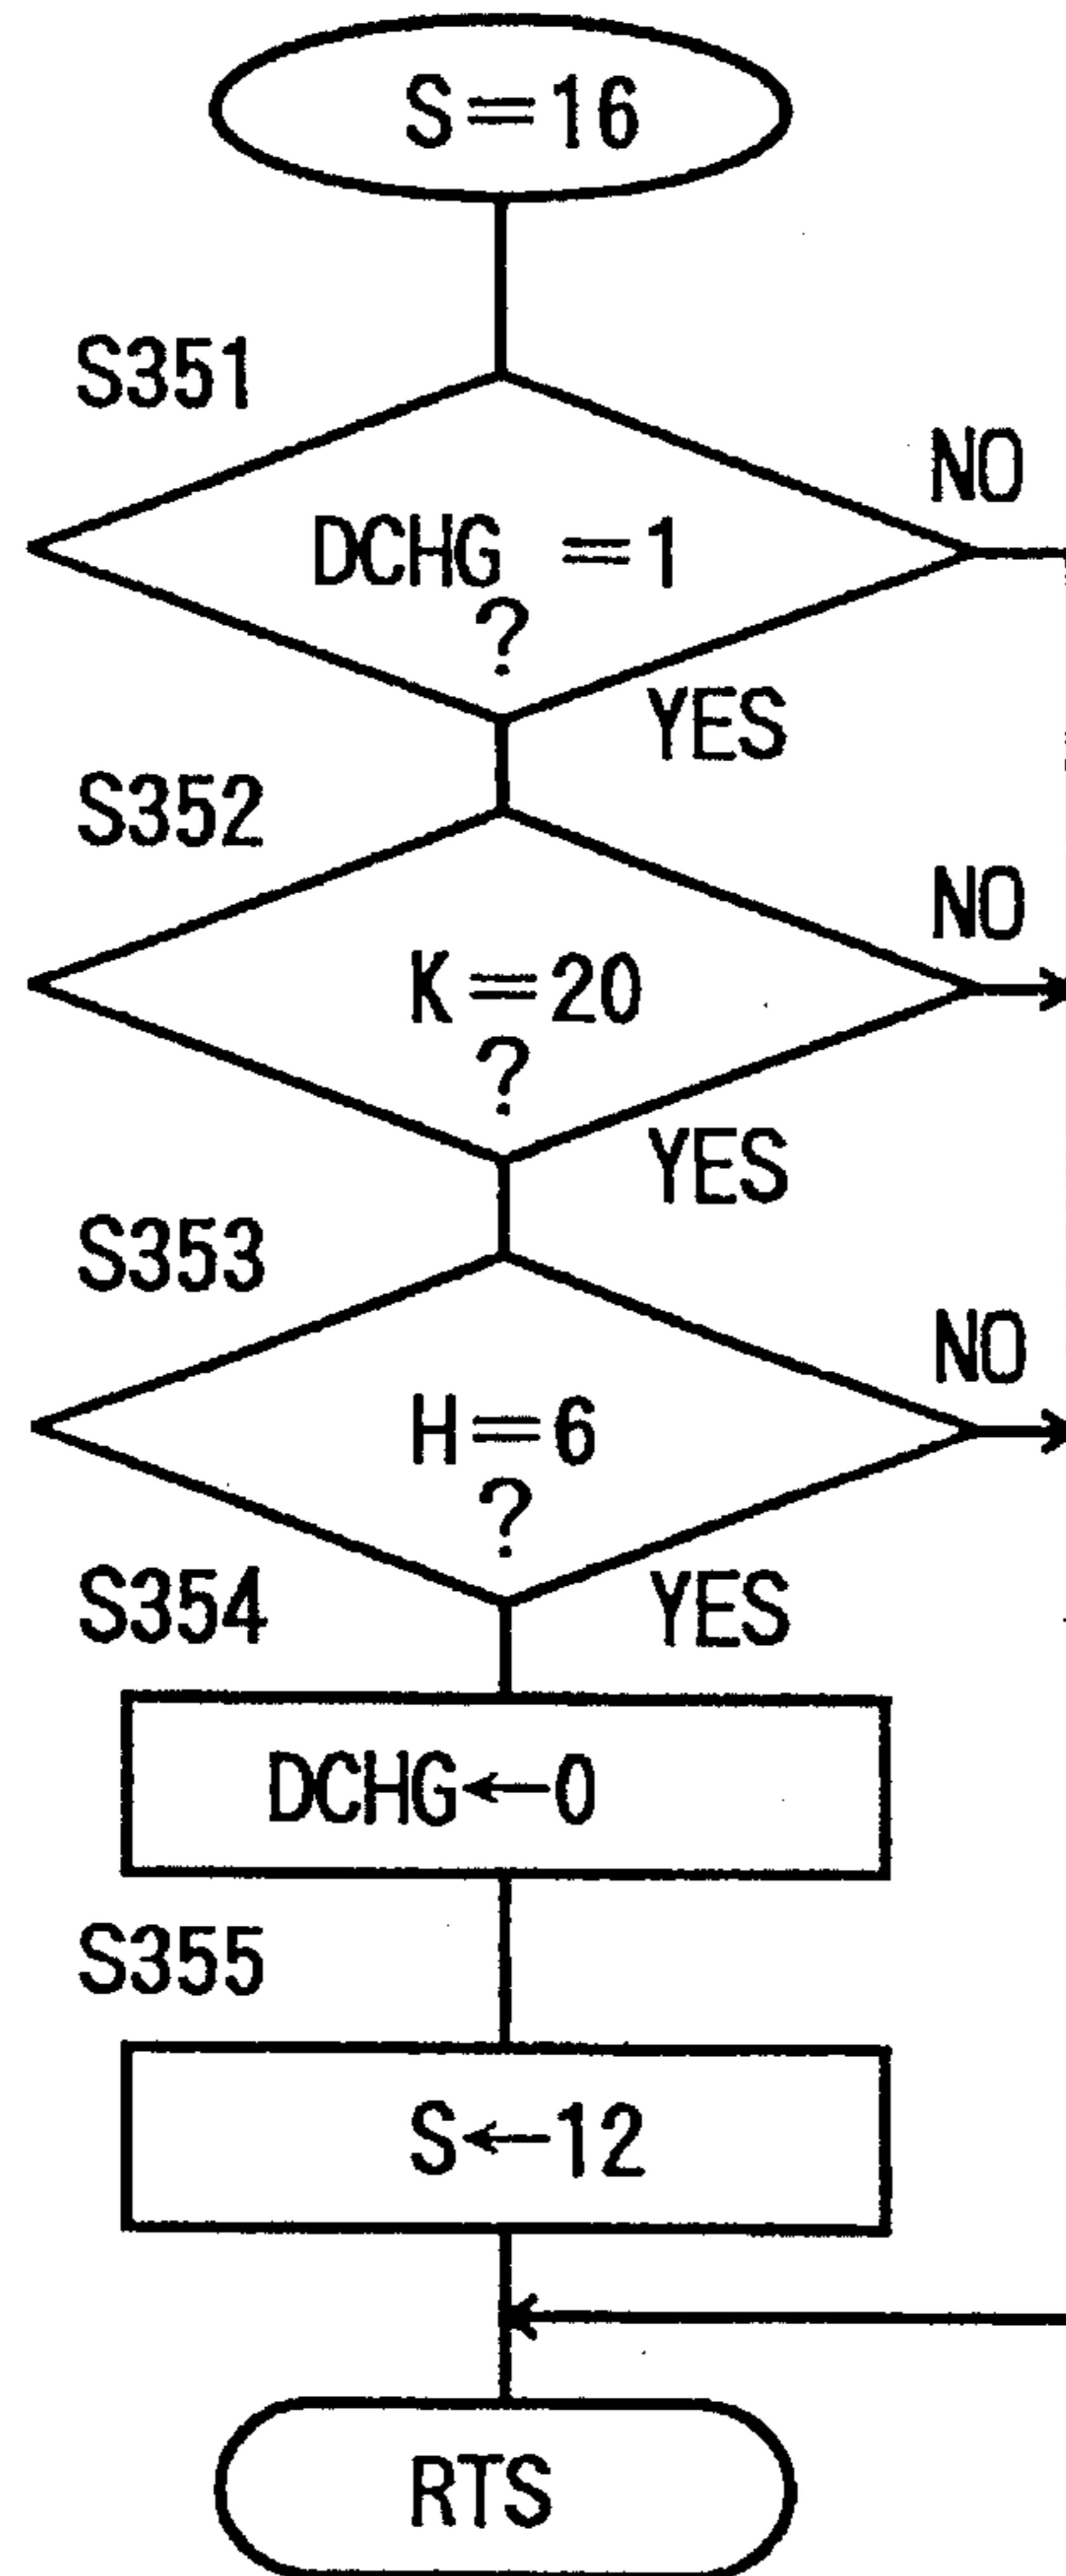 S=16
S351
NO
DCHG =1
?
YES
S352
NO
K=20
?
YES
S353
NO
H=6
?
S354
YES
DCHG←0
S355
S←12
RTS